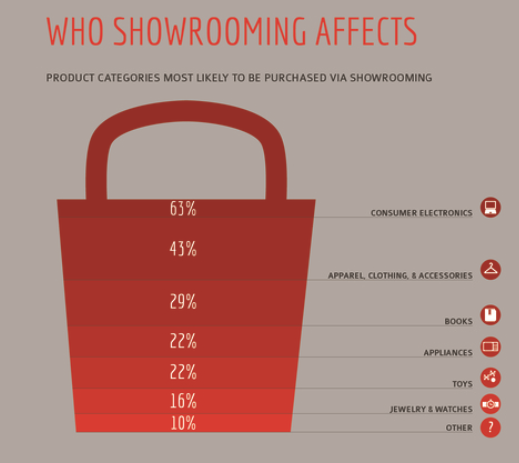 WHO SHOWROOMING AFFECTS
PRODUCT CATEGORIES MOST LIKELY TO BE PURCHASED VIA SHOWROOMING
63%
CONSUMER ELECTRONICS
43%
APPAREL, CLOTHING, & ACCESSORIES
29%
BOOKS
22%
APPLIANCES
22%
TOYS
16%
JEWELRY & WATCHES
10%
OTHER ?